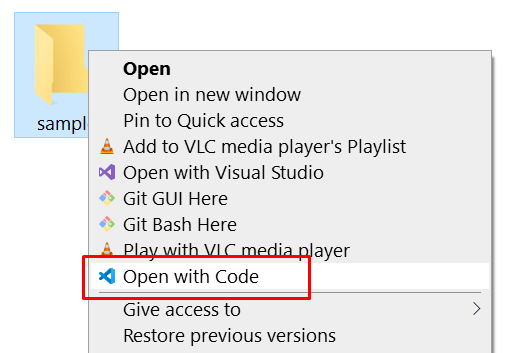 sample
Open
Open in new window
Pin to Quick access
Add to VLC media player's Playlist
Open with Visual Studio
Git GUI Here
Git Bash Here
Play with VLC media player
Open with Code
Give access to
Restore previous versions